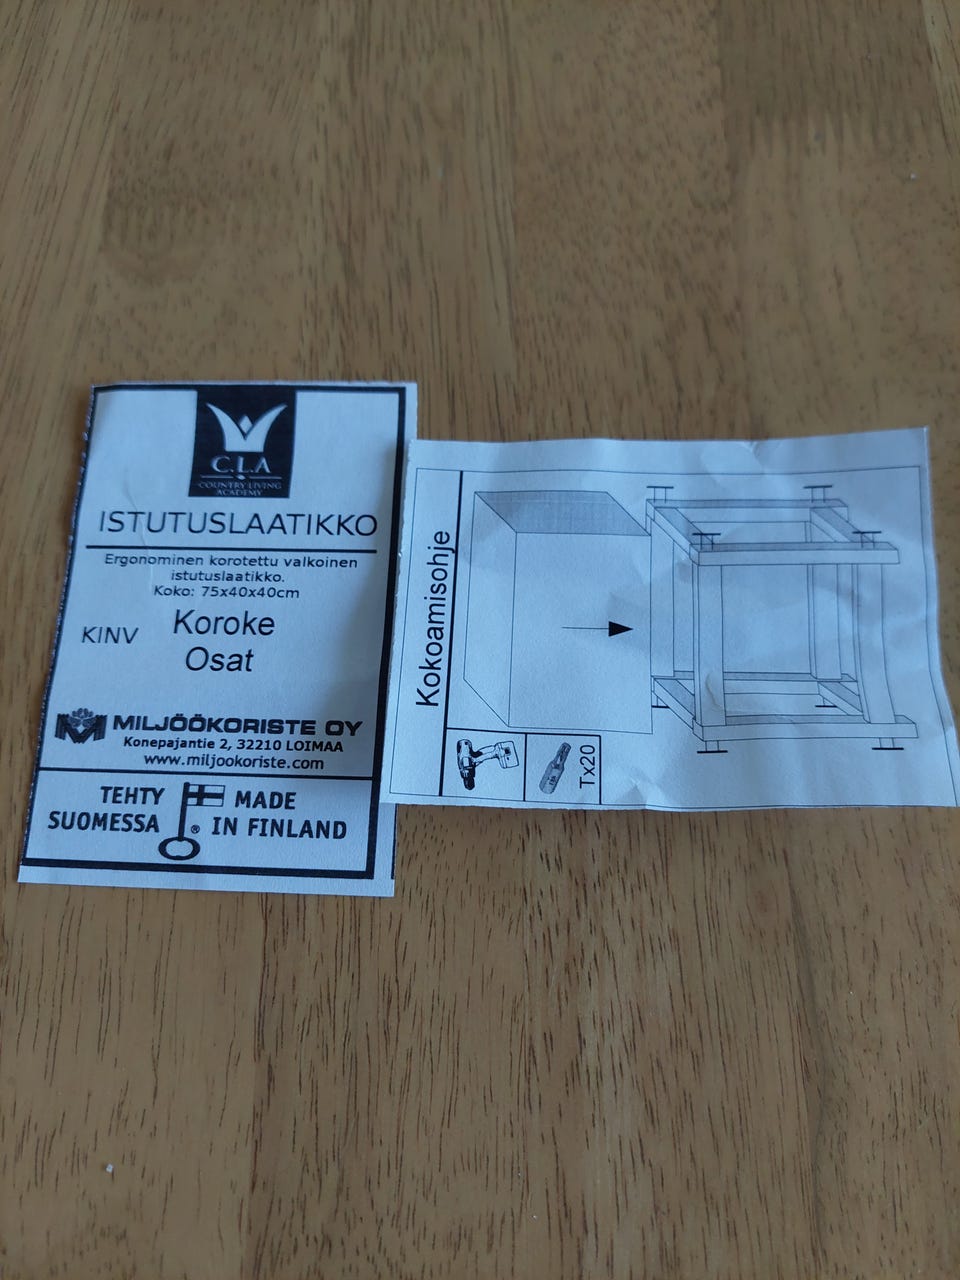 C.L.A
COUNTRY LIVING
ACADEMY
ISTUTUSLAATIKKO
Ergonominen korotettu valkoinen
istutuslaatikko.
Koko: 75x40x40cm
KINV Koroke
Osat
MILJÖÖKORISTE OY
Konepajantie 2, 32210 LOIMAA
www.miljookoriste.com
TEHTY MADE
SUOMESSA ® IN FINLAND
Kokoamisohje
Tx20